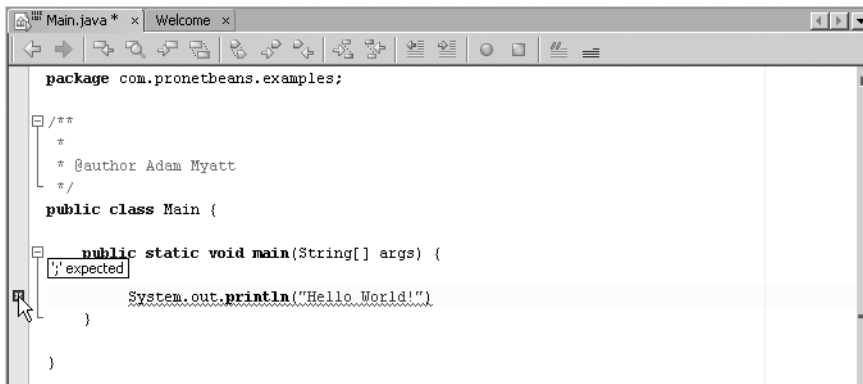 Main.java * × Welcome ×
package com.pronetbeans.examples;
/**
*
* @author Adam Myatt
*/
public class Main {
public static void main(String[] args) {
';' expected
System.out.println("Hello World!")
}
}